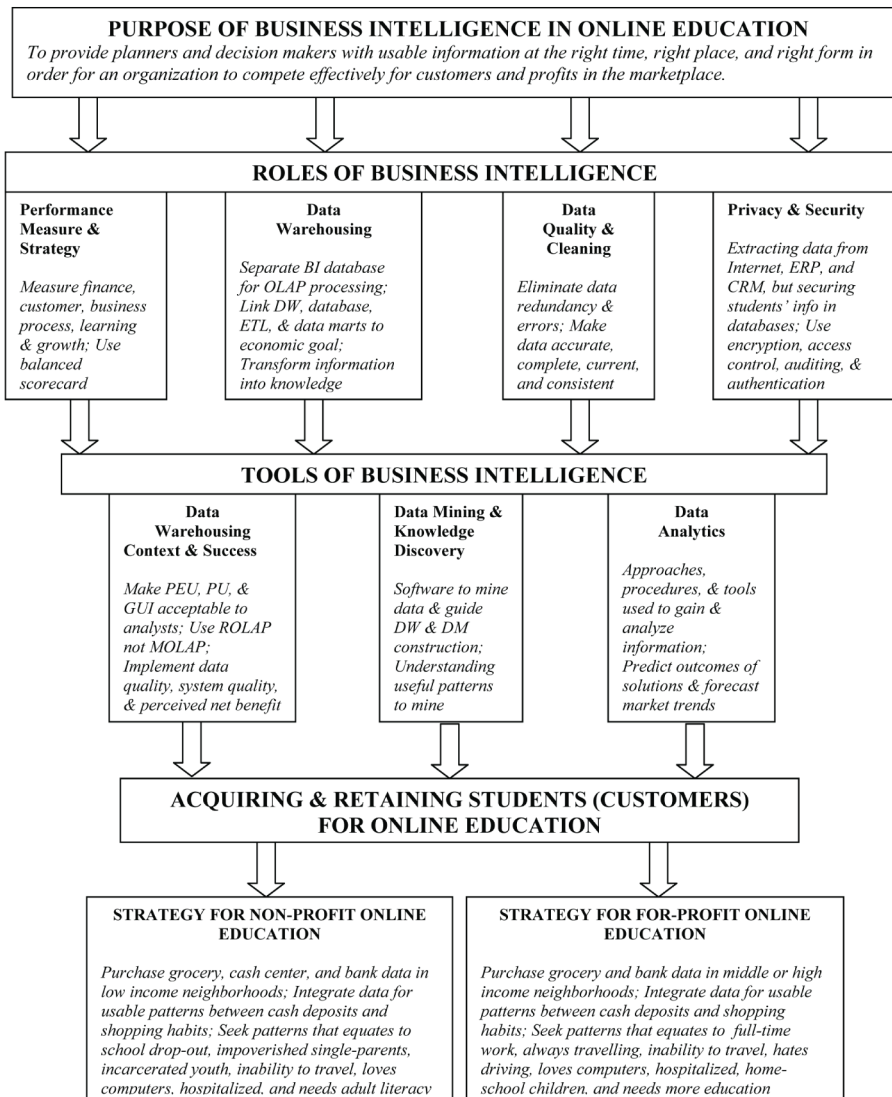 PURPOSE OF BUSINESS INTELLIGENCE IN ONLINE EDUCATION
To provide planners and decision makers with usable information at the right time, right place, and right form in
order for an organization to compete effectively for customers and profits in the marketplace.
ROLES OF BUSINESS INTELLIGENCE
Performance
Measure &
Strategy
Measure finance,
customer, business
process, learning
& growth; Use
balanced
scorecard
Data
Warehousing
Separate BI database
for OLAP processing;
Link DW, database,
ETL, & data marts to
economic goal;
Transform information
into knowledge
Data
Quality &
Cleaning
Eliminate data
redundancy &
errors; Make
data accurate,
complete, current,
and consistent
Privacy & Security
Extracting data from
Internet, ERP, and
CRM, but securing
students’ info in
databases; Use
encryption, access
control, auditing, &
authentication
TOOLS OF BUSINESS INTELLIGENCE
Data
Warehousing
Context & Success
Make PEU, PU, &
GUI acceptable to
analysts; Use ROLAP
not MOLAP;
Implement data
quality, system quality,
& perceived net benefit
Data Mining &
Knowledge
Discovery
Software to mine
data & guide
DW & DM
construction;
Understanding
useful patterns
to mine
Data
Analytics
Approaches,
procedures, & tools
used to gain &
analyze
information;
Predict outcomes of
solutions & forecast
market trends
ACQUIRING & RETAINING STUDENTS (CUSTOMERS)
FOR ONLINE EDUCATION
STRATEGY FOR NON-PROFIT ONLINE
EDUCATION
Purchase grocery, cash center, and bank data in
low income neighborhoods; Integrate data for
usable patterns between cash deposits and
shopping habits; Seek patterns that equates to
school drop-out, impoverished single-parents,
incarcerated youth, inability to travel, loves
computers, hospitalized, and needs adult literacy
STRATEGY FOR FOR-PROFIT ONLINE
EDUCATION
Purchase grocery and bank data in middle or high
income neighborhoods; Integrate data for usable
patterns between cash deposits and shopping
habits; Seek patterns that equates to full-time
work, always travelling, inability to travel, hates
driving, loves computers, hospitalized, home-
school children, and needs more education